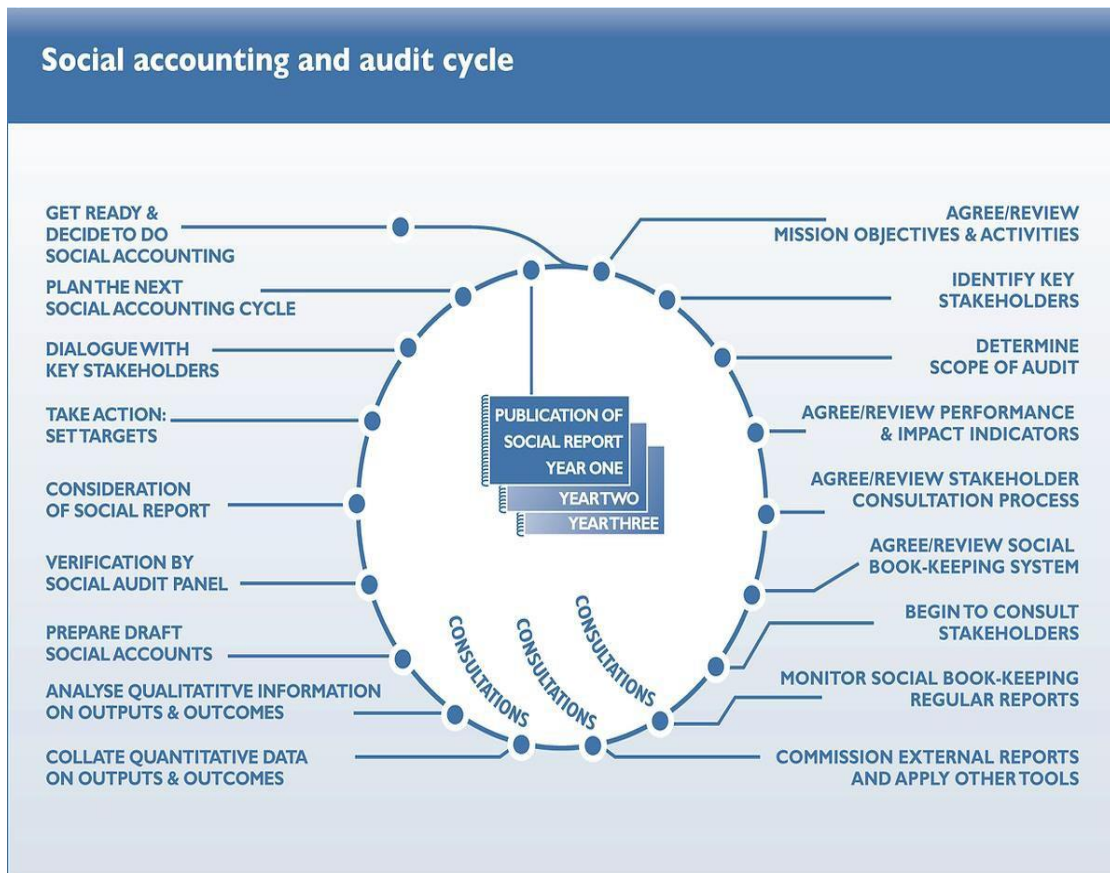 Social accounting and audit cycle
GET READY &
DECIDE TO DO
SOCIAL ACCOUNTING
PLAN THE NEXT
SOCIAL ACCOUNTING CYCLE
DIALOGUE WITH
KEY STAKEHOLDERS
TAKE ACTION:
SET TARGETS
CONSIDERATION
OF SOCIAL REPORT
VERIFICATION BY
SOCIAL AUDIT PANEL
PREPARE DRAFT
SOCIAL ACCOUNTS
ANALYSE QUALITATITVE INFORMATION
ON OUTPUTS & OUTCOMES
COLLATE QUANTITATIVE DATA
ON OUTPUTS & OUTCOMES
PUBLICATION OF
SOCIAL REPORT
YEAR ONE
YEAR TWO
YEAR THREE
CONSULTATIONS
CONSULTATIONS
CONSULTATIONS
AGREE/REVIEW
MISSION OBJECTIVES & ACTIVITIES
IDENTIFY KEY
STAKEHOLDERS
DETERMINE
SCOPE OF AUDIT
AGREE/REVIEW PERFORMANCE
& IMPACT INDICATORS
AGREE/REVIEW STAKEHOLDER
CONSULTATION PROCESS
AGREE/REVIEW SOCIAL
BOOK-KEEPING SYSTEM
BEGIN TO CONSULT
STAKEHOLDERS
MONITOR SOCIAL BOOK-KEEPING
REGULAR REPORTS
COMMISSION EXTERNAL REPORTS
AND APPLY OTHER TOOLS